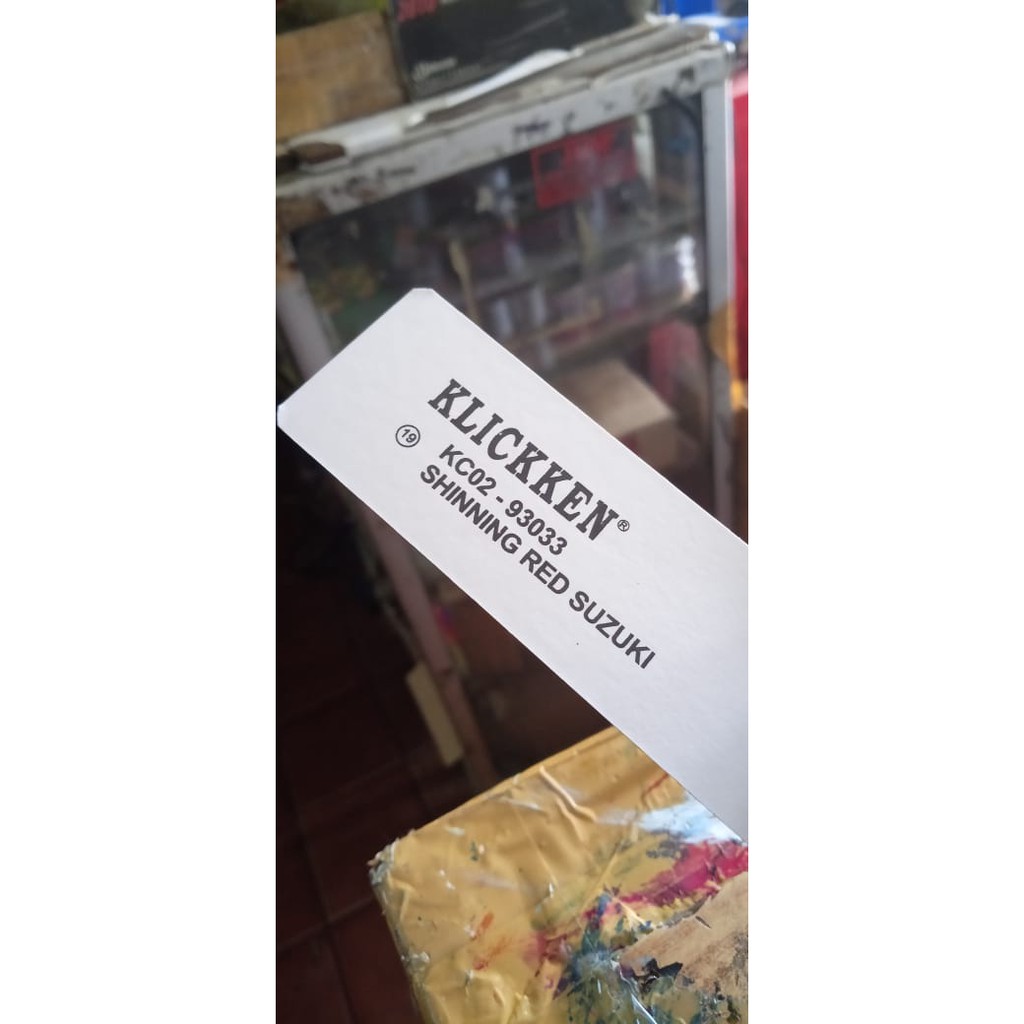 KLICKKEN®
19 KC02 - 93033
SHINNING RED SUZUKI